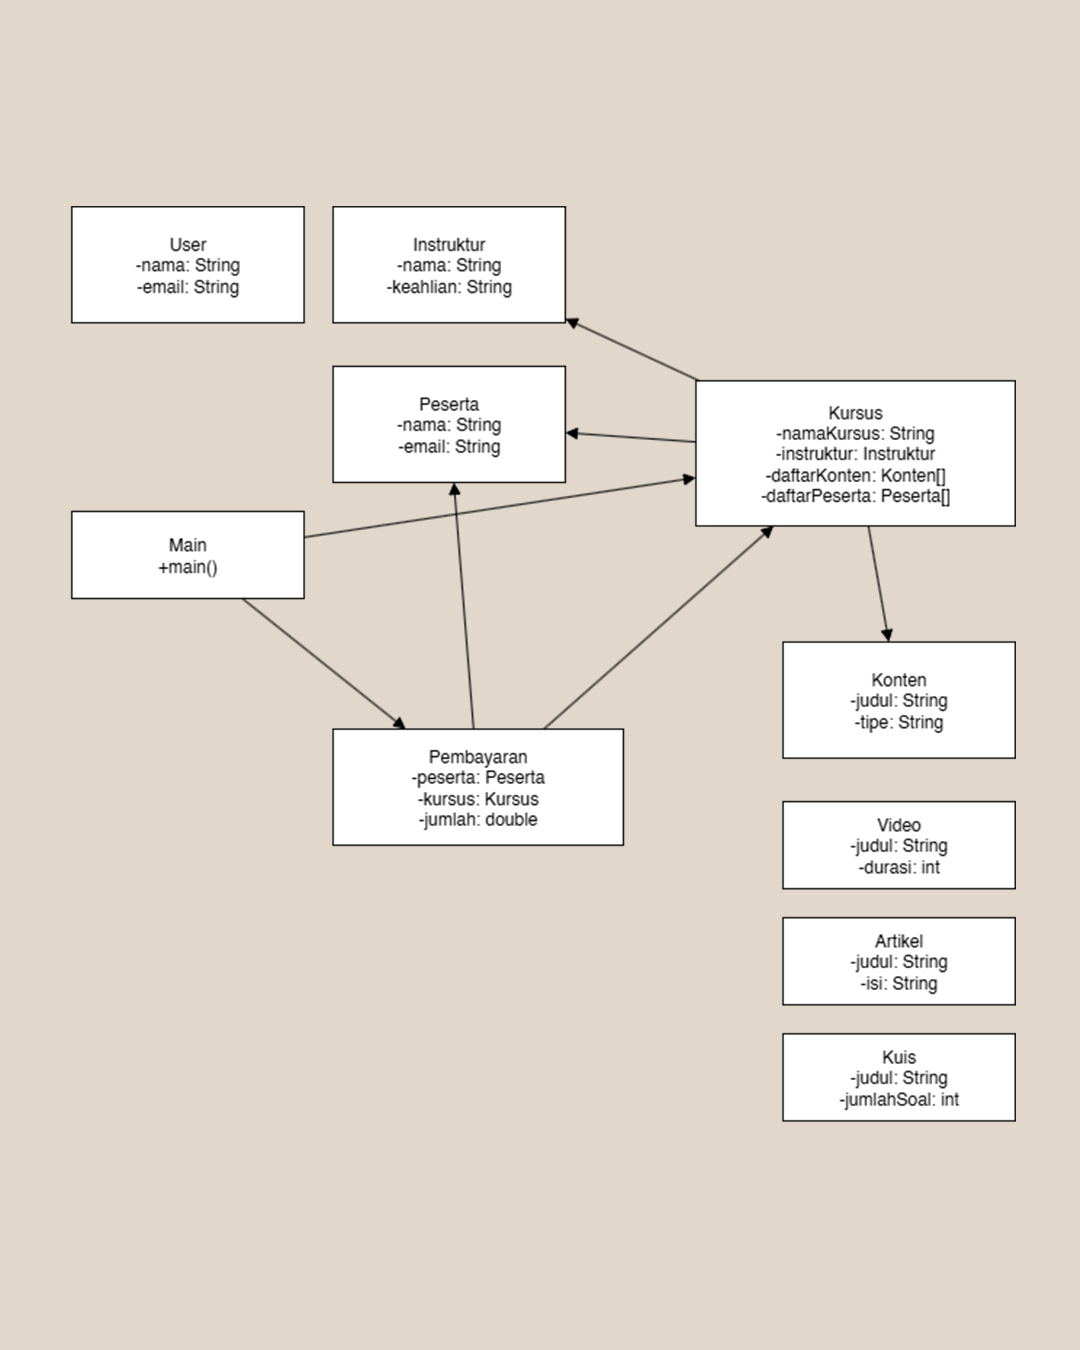 User
-nama: String
-email: String
Instruktur
-nama: String
-keahlian: String
Peserta
-nama: String
-email: String
Kursus
-namaKursus: String
-instruktur: Instruktur
-daftarKonten: Konten[]
-daftarPeserta: Peserta[]
Main
+main()
Konten
-judul: String
-tipe: String
Pembayaran
-peserta: Peserta
-kursus: Kursus
-jumlah: double
Video
-judul: String
-durasi: int
Artikel
-judul: String
-isi: String
Kuis
-judul: String
-jumlahSoal: int